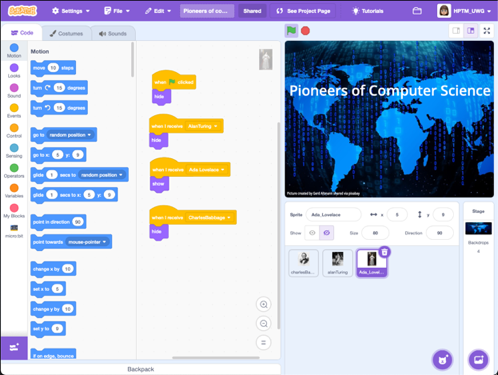 SCRATCH
Settings
File
Edit
Pioneers of co...
Shared
See Project Page
Tutorials
HPTM_UWG
Code
Costumes
Sounds
Motion
Looks
Sound
Events
Control
Sensing
Operators
Variables
My Blocks
micro:bit
Motion
move 10 steps
turn 15 degrees
turn 15 degrees
go to random position
go to x: 5 y: 5
glide 1 secs to random position
glide 1 secs to x: 5 y: 5
point in direction 90
point towards mouse-pointer
change x by 10
set x to 5
change y by 10
set y to 5
if on edge, bounce
when clicked
hide
when I receive AlanTuring
hide
when I receive Ada Lovelace
show
when I receive CharlesBabbage
hide
Backpack
Pioneers of Computer Science
Sprite
Ada_Lovelace
x
5
y
5
Show
Size
80
Direction
90
charlesBa...
alanTuring
Ada_Lovel...
Stage
Backdrops
4